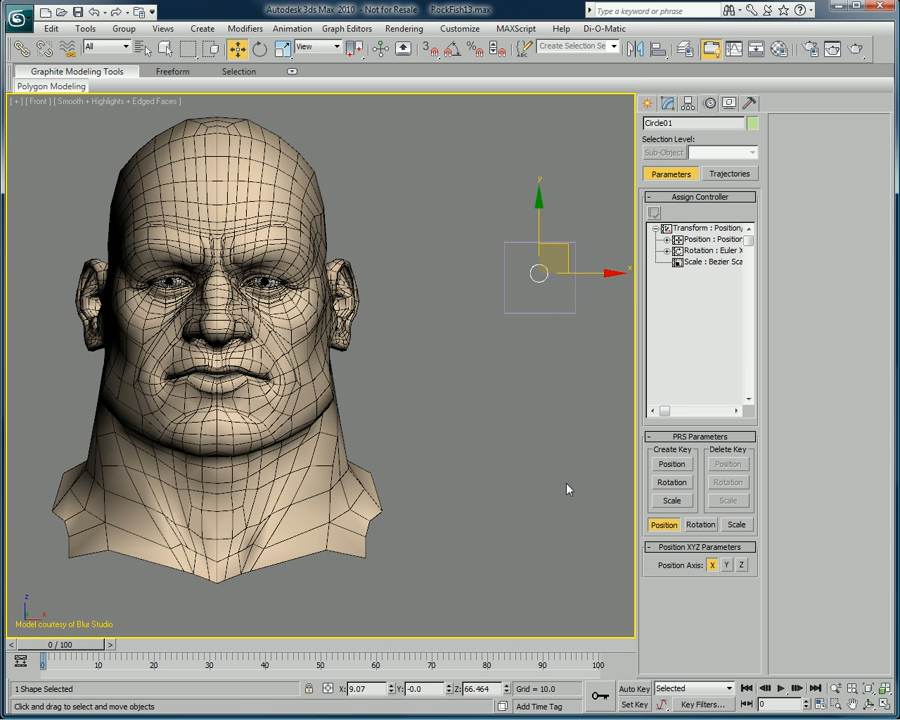 Autodesk 3ds Max 2010 - Not for Resale RockFish13.max
Type a keyword or phrase
Edit Tools Group Views Create Modifiers Animation Graph Editors Rendering Customize MAXScript Help Di-O-Matic
All View Create Selection Se
Graphite Modeling Tools Freeform Selection
Polygon Modeling
[ + ] [ Front ] [ Smooth + Highlights + Edged Faces ]
Circle01
Selection Level:
Sub-Object
Parameters Trajectories
- Assign Controller
Transform : Position,
Position : Position
Rotation : Euler X
Scale : Bezier Sca
y
x
- PRS Parameters
Create Key Delete Key
Position Position
Rotation Rotation
Scale Scale
Position Rotation Scale
- Position XYZ Parameters
Position Axis: X Y Z
z
x
Model courtesy of Blur Studio
< 0 / 100 >
0 10 20 30 40 50 60 70 80 90 100
1 Shape Selected X: 9.07 Y: -0.0 Z: 66.464 Grid = 10.0 Auto Key Selected
Click and drag to select and move objects Add Time Tag Set Key Key Filters... 0